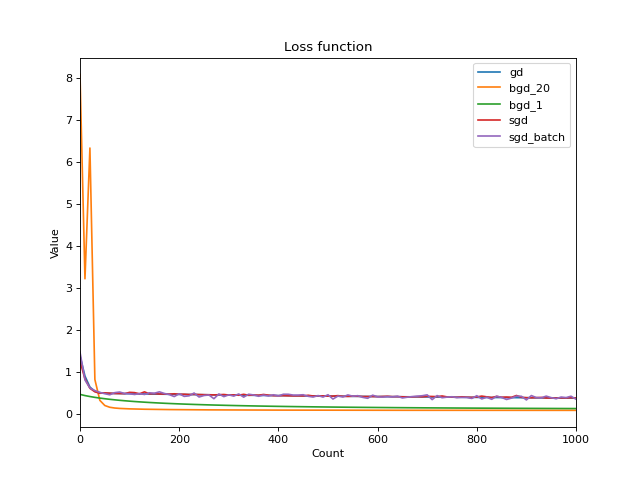 Loss function
gd
bgd_20
bgd_1
sgd
sgd_batch
8
7
6
5
4
3
2
1
0
Value
0
200
400
600
800
1000
Count